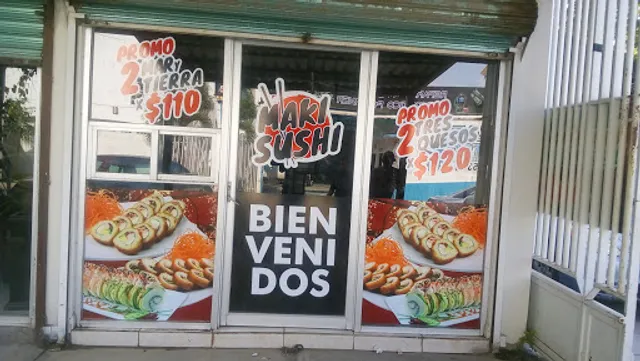 PROMO
2 MAR Y
TIERRA
X $110
MAKI
SUSHI
BIEN
VENI
DOS
PROMO
2 TRES
QUESOS
X $120